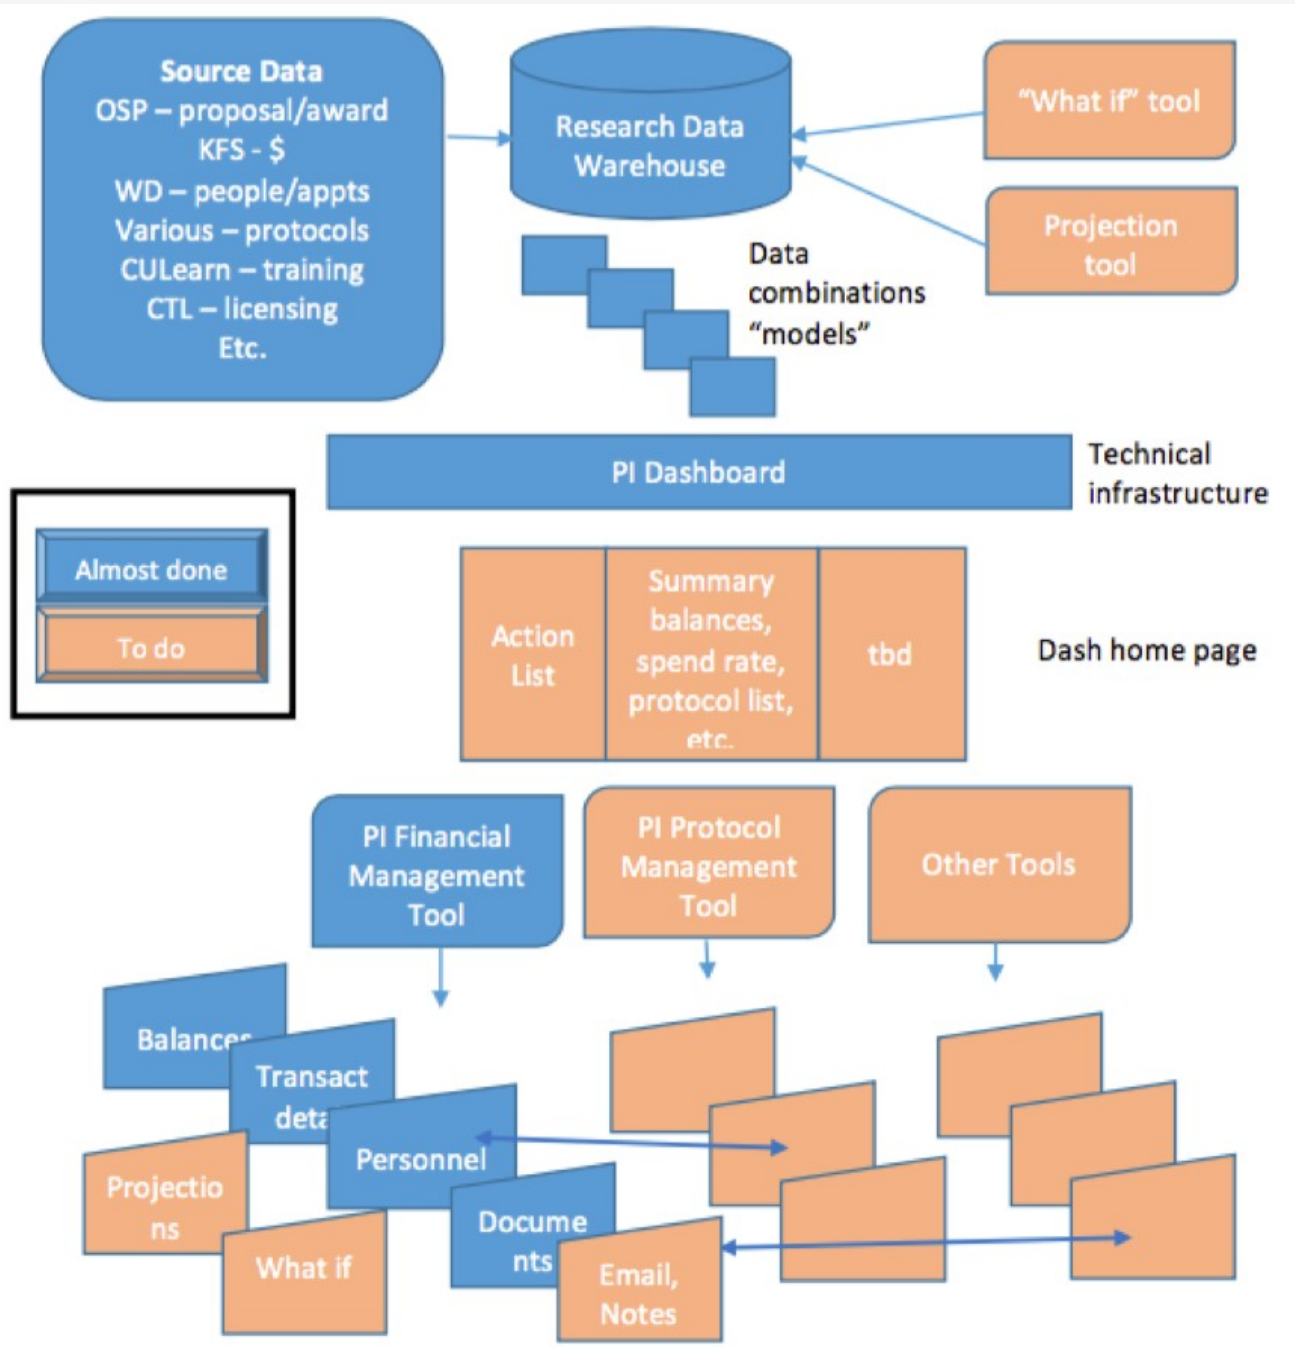 Source Data
OSP – proposal/award
KFS - $
WD – people/appts
Various – protocols
CULearn – training
CTL – licensing
Etc.
Research Data
Warehouse
“What if” tool
Projection
tool
Data
combinations
“models”
PI Dashboard
Technical
infrastructure
Almost done
To do
Action
List
Summary
balances,
spend rate,
protocol list,
etc.
tbd
Dash home page
PI Financial
Management
Tool
PI Protocol
Management
Tool
Other Tools
Balances
Transact
deta
Personnel
Docume
nts
Projectio
ns
What if
Email,
Notes